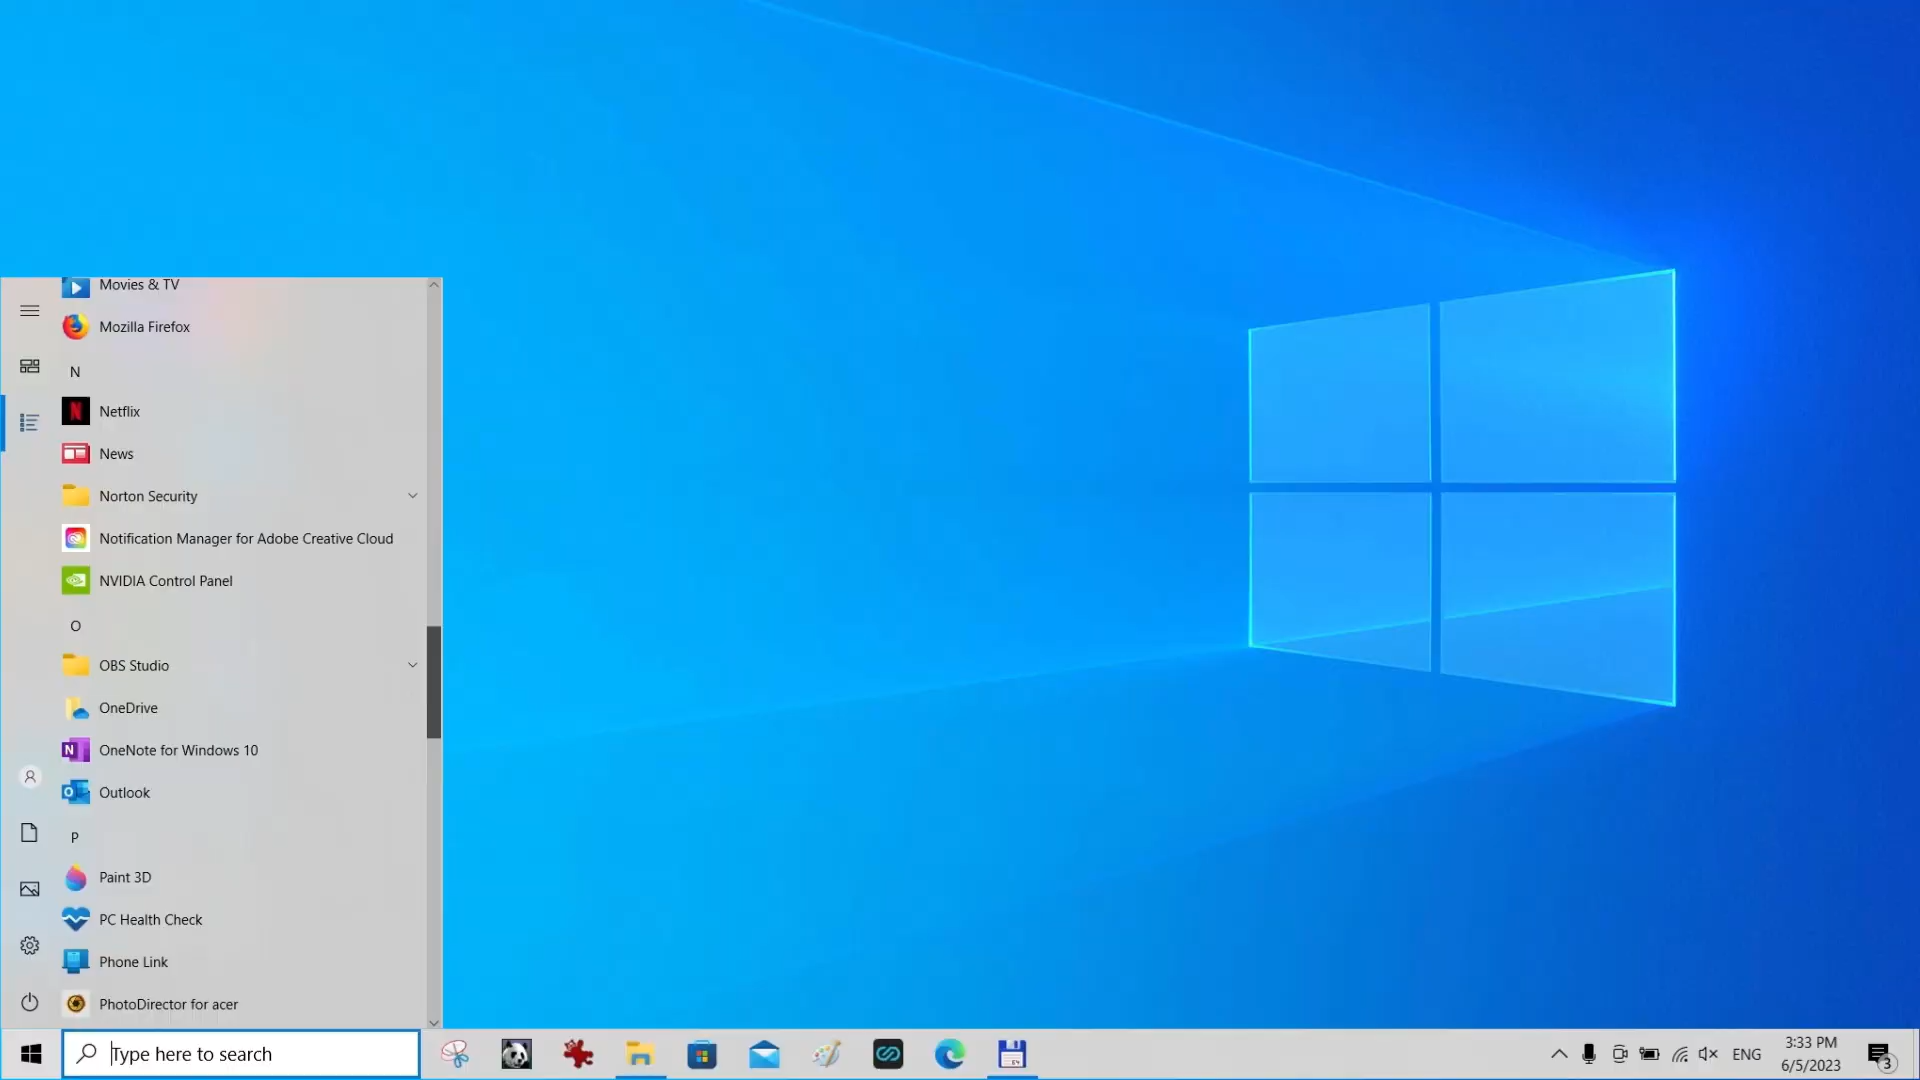 Movies & TV
Mozilla Firefox
N
Netflix
News
Norton Security
Notification Manager for Adobe Creative Cloud
NVIDIA Control Panel
O
OBS Studio
OneDrive
OneNote for Windows 10
Outlook
P
Paint 3D
PC Health Check
Phone Link
PhotoDirector for acer
Type here to search
ENG
3:33 PM
6/5/2023
3